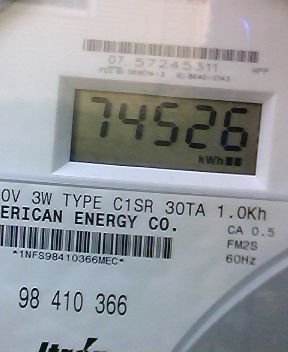 07 57245311
74526
kWh
0V 3W TYPE C1SR 30TA 1.0Kh
ERICAN ENERGY CO.
CA 0.5
FM2S
60Hz
*1NFS98410366MEC*
98 410 366
Itron